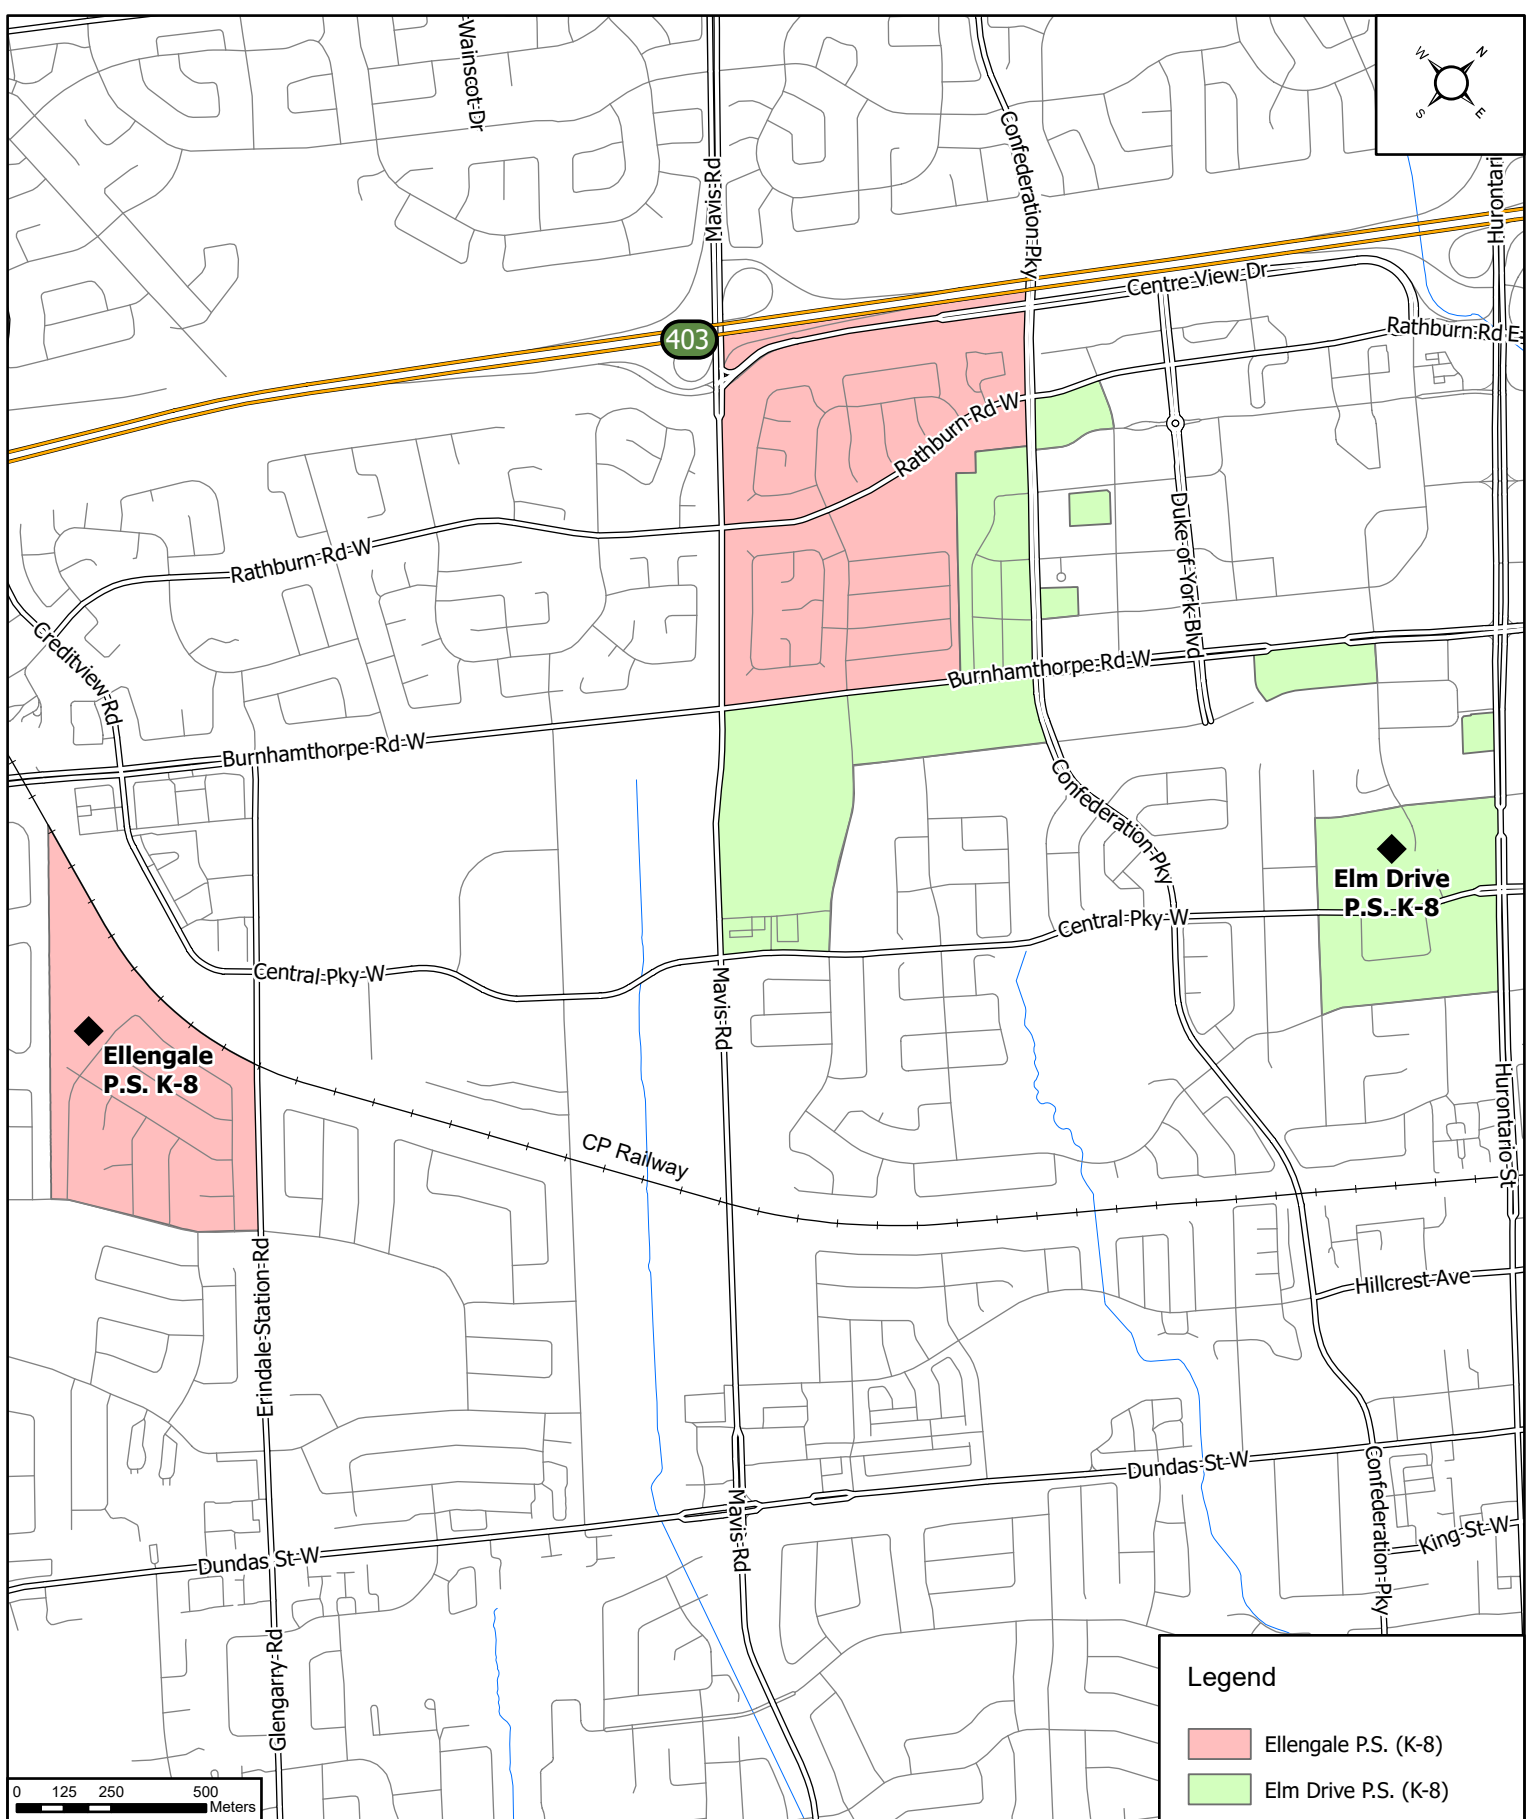 Wainscot-Dr
W
N
S
E
Mavis-Rd
Confederation-Pky
Hurontari
Centre View Dr
403
Rathburn-Rd-E-
Rathburn-Rd-W
Rathburn-Rd-W
Duke-of-York-Blvd
Creditview-Rd
Burnhamthorpe-Rd-W
Burnhamthorpe-Rd-W
Confederation-Pky
Elm Drive
P.S. K-8
Central-Pky-W
Central-Pky-W
Mavis-Rd
Ellengale
P.S. K-8
CP Railway
Hurontario-St
Erindale-Station-Rd
Hillcrest-Ave
Dundas-St-W
Confederation-Pky
Mavis-Rd
King-St-W
Dundas St-W
Glengarry-Rd
Legend
Ellengale P.S. (K-8)
Elm Drive P.S. (K-8)
0 125 250 500
Meters